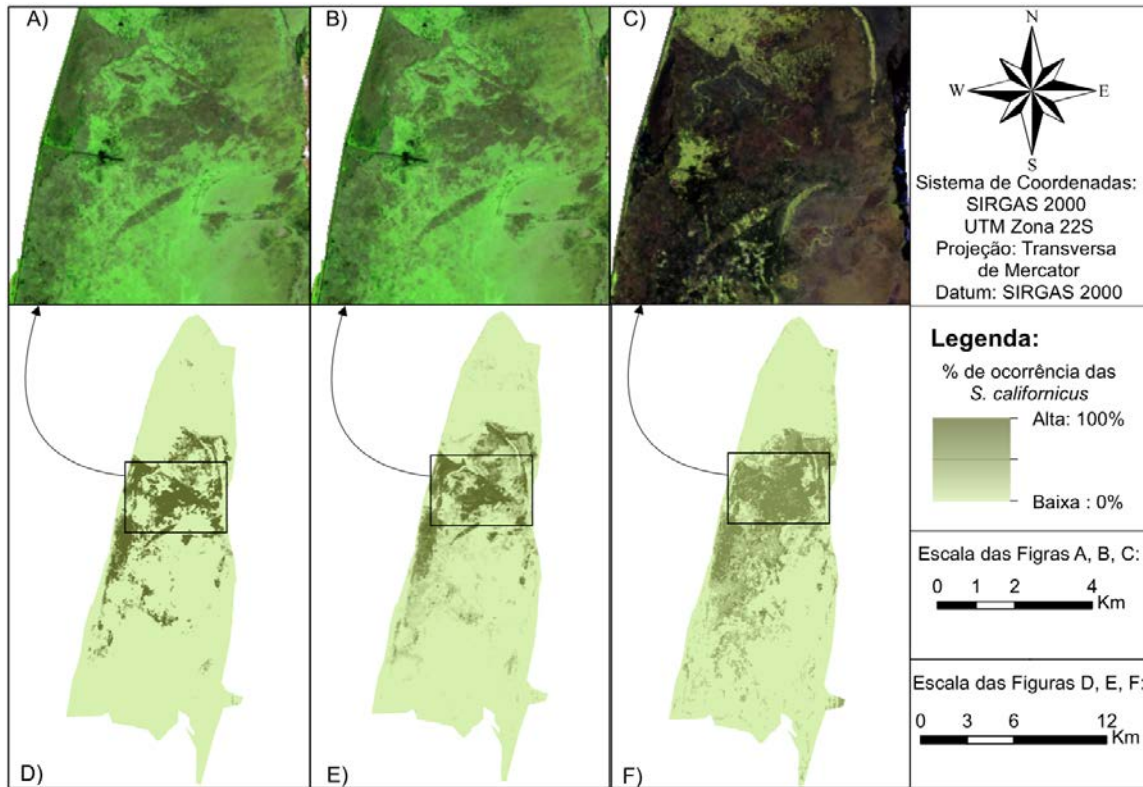 A)
B)
C)
N
W
E
S
Sistema de Coordenadas:
SIRGAS 2000
UTM Zona 22S
Projeção: Transversa
de Mercator
Datum: SIRGAS 2000
Legenda:
% de ocorrência das
S. californicus
Alta: 100%
Baixa : 0%
Escala das Figras A, B, C:
0 1 2 4
Km
Escala das Figuras D, E, F:
0 3 6 12
Km
D)
E)
F)